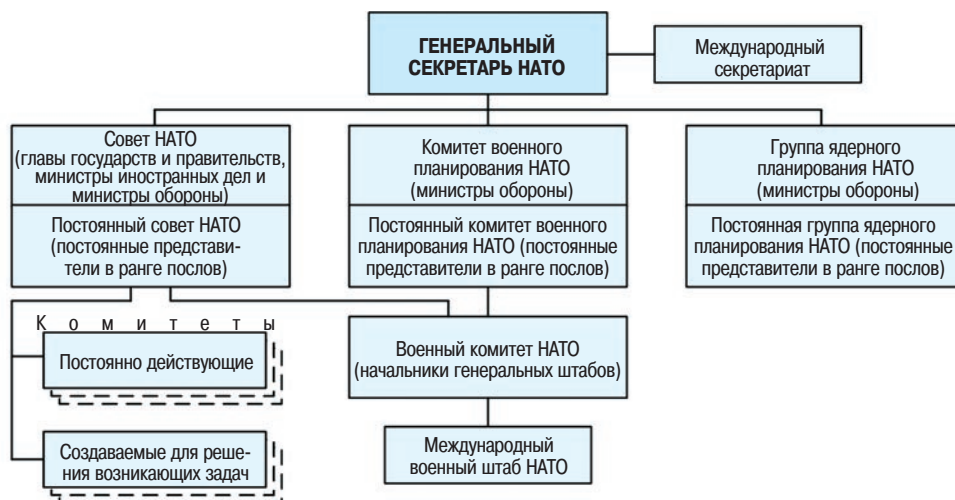 ГЕНЕРАЛЬНЫЙ
СЕКРЕТАРЬ НАТО
Международный
секретариат
Совет НАТО
(главы государств и правительств,
министры иностранных дел и
министры обороны)
Постоянный совет НАТО
(постоянные представи-
тели в ранге послов)
Комитет военного
планирования НАТО
(министры обороны)
Постоянный комитет военного
планирования НАТО (постоянные
представители в ранге послов)
Группа ядерного
планирования НАТО
(министры обороны)
Постоянная группа ядерного
планирования НАТО (постоянные
представители в ранге послов)
К о м и т е т ы
Постоянно действующие
Создаваемые для реше-
ния возникающих задач
Военный комитет НАТО
(начальники генеральных штабов)
Международный
военный штаб НАТО